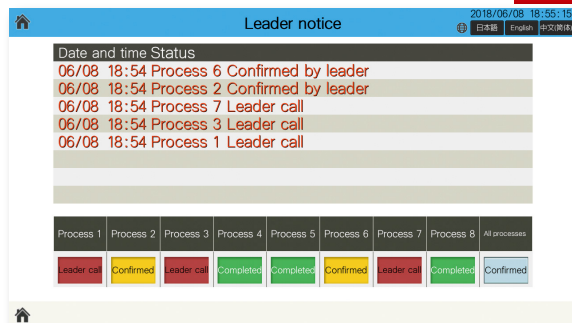 2018/06/08 18:55:15
Leader notice
日本語 English 中文(简体
Date and time Status
06/08 18:54 Process 6 Confirmed by leader
06/08 18:54 Process 2 Confirmed by leader
06/08 18:54 Process 7 Leader call
06/08 18:54 Process 3 Leader call
06/08 18:54 Process 1 Leader call
Process 1 Process 2 Process 3 Process 4 Process 5 Process 6 Process 7 Process 8 All processes
Leader call Confirmed Leader call Completed Completed Confirmed Leader call Completed Confirmed